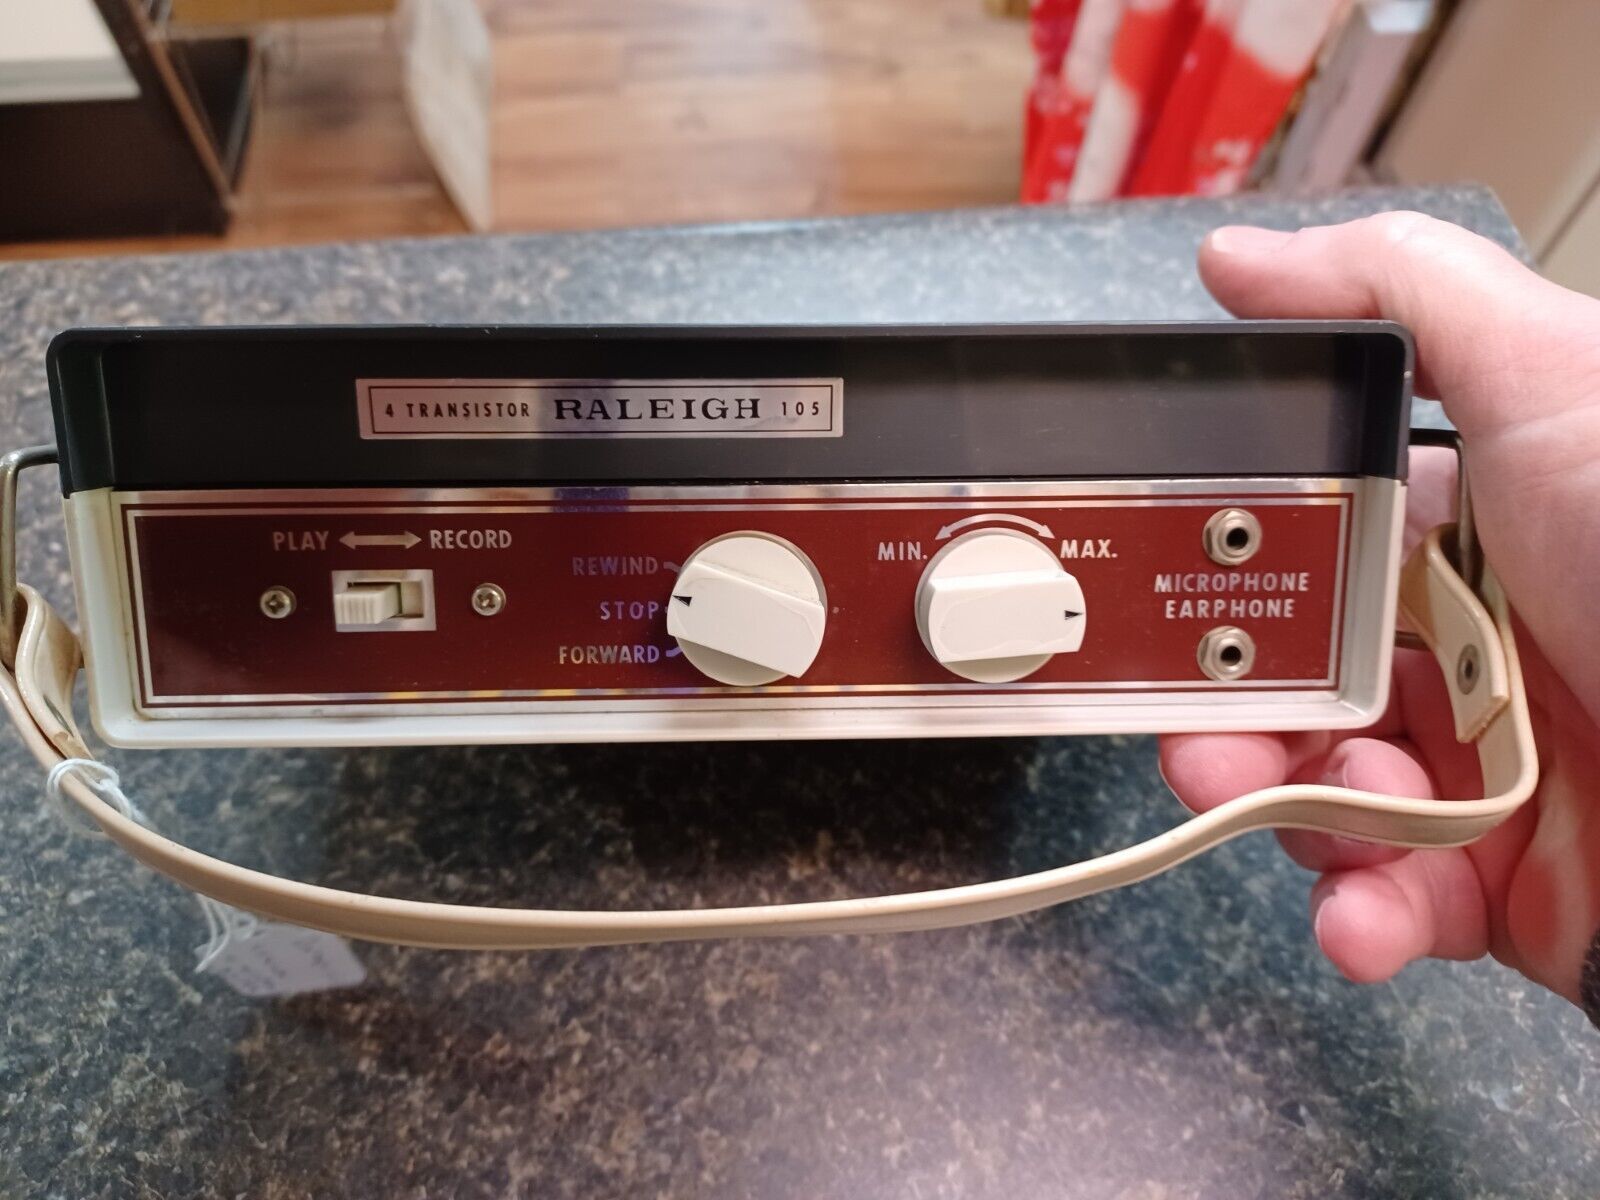 4 TRANSISTOR RALEIGH 105
PLAY RECORD
REWIND
STOP
FORWARD
MIN. MAX.
MICROPHONE
EARPHONE